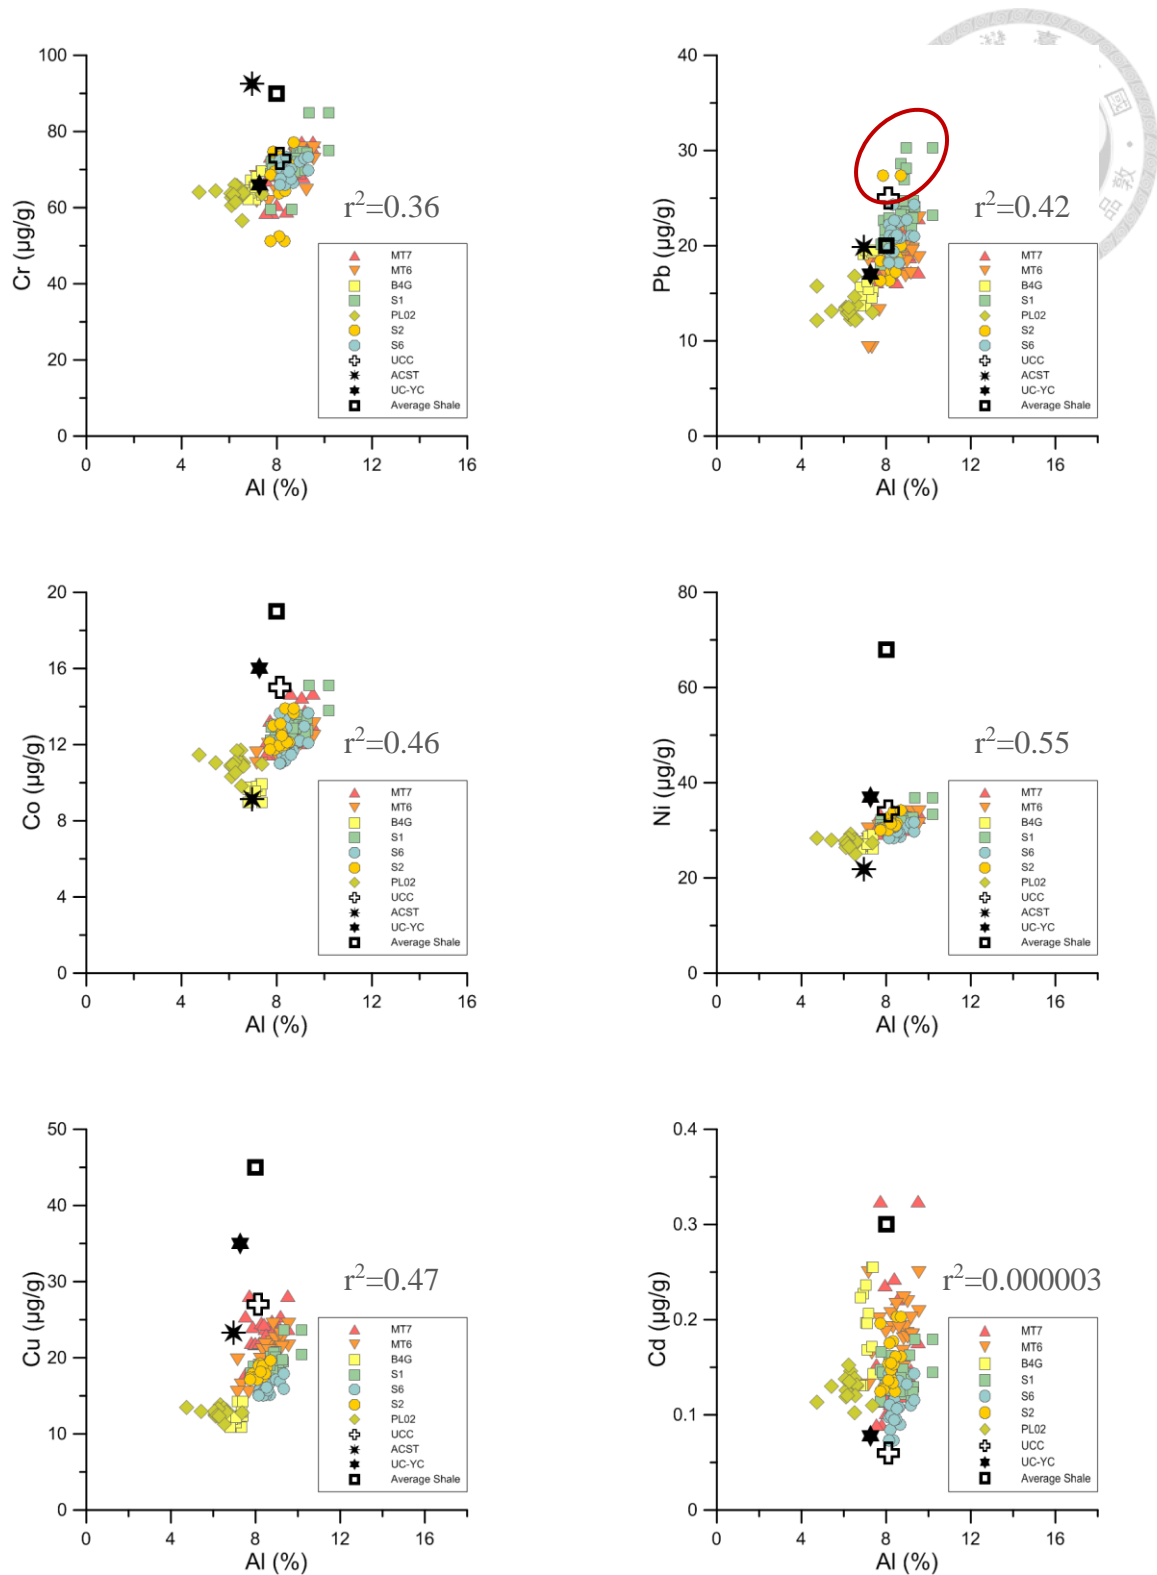 100
80
60
40
20
0
0
4
8
12
16
Cr (µg/g)
Al (%)
r²=0.36
MT7
MT6
B4G
S1
PL02
S2
S6
UCC
ACST
UC-YC
Average Shale
40
30
20
10
0
0
4
8
12
16
Pb (µg/g)
Al (%)
r²=0.42
MT7
MT6
B4G
S1
PL02
S2
S6
UCC
ACST
UC-YC
Average Shale
國
敦
品
20
16
12
8
4
0
0
4
8
12
16
Co (µg/g)
Al (%)
r²=0.46
MT7
MT6
B4G
S1
S6
S2
PL02
UCC
ACST
UC-YC
Average Shale
80
60
40
20
0
0
4
8
12
16
Ni (µg/g)
Al (%)
r²=0.55
MT7
MT6
B4G
S1
S6
S2
PL02
UCC
ACST
UC-YC
Average Shale
50
40
30
20
10
0
0
4
8
12
16
Cu (µg/g)
Al (%)
r²=0.47
MT7
MT6
B4G
S1
S6
S2
PL02
UCC
ACST
UC-YC
Average Shale
0.4
0.3
0.2
0.1
0
0
4
8
12
16
Cd (µg/g)
Al (%)
r²=0.000003
MT7
MT6
B4G
S1
S6
S2
PL02
UCC
UC-YC
Average Shale